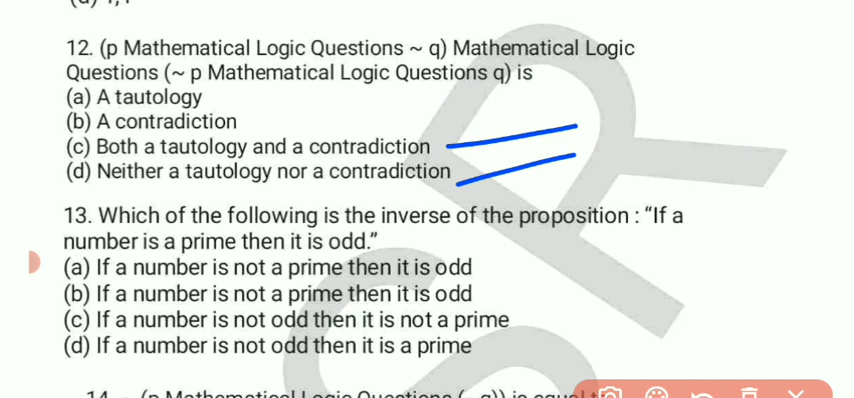 12. (p Mathematical Logic Questions ~ q) Mathematical Logic
Questions (~ p Mathematical Logic Questions q) is
(a) A tautology
(b) A contradiction
(c) Both a tautology and a contradiction
(d) Neither a tautology nor a contradiction
13. Which of the following is the inverse of the proposition : “If a
number is a prime then it is odd.”
(a) If a number is not a prime then it is odd
(b) If a number is not a prime then it is odd
(c) If a number is not odd then it is not a prime
(d) If a number is not odd then it is a prime
SR